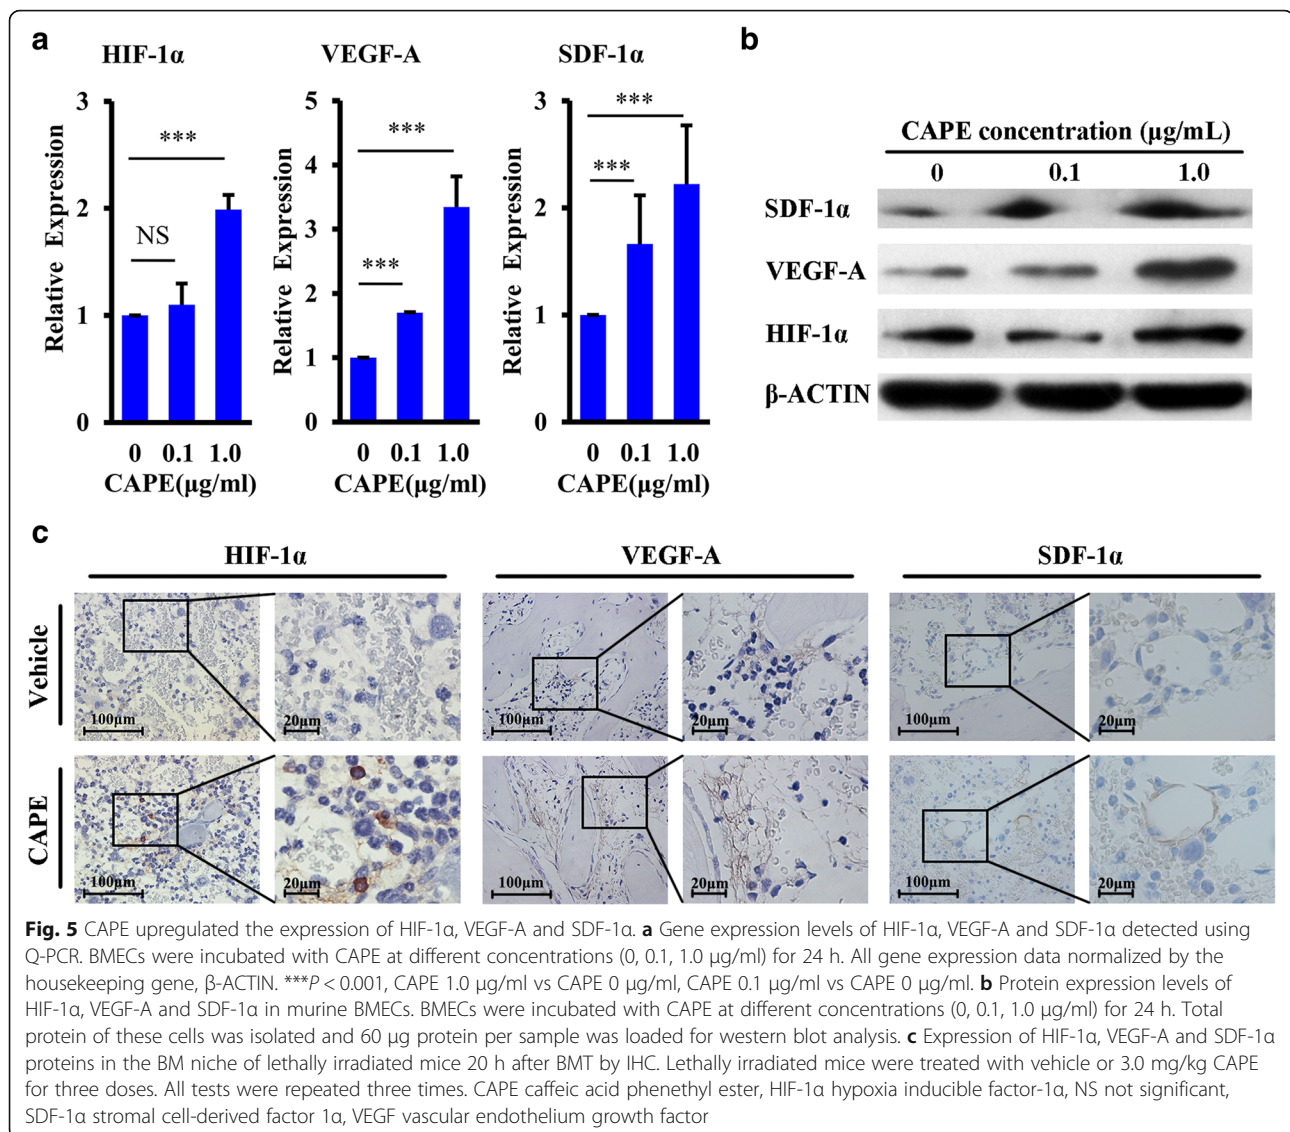 a
HIF-1α
VEGF-A
SDF-1α
Relative Expression
3
2
1
0
***
NS
0 0.1 1.0
CAPE(μg/ml)
Relative Expression
5
4
3
2
1
0
***
***
0 0.1 1.0
CAPE(μg/ml)
Relative Expression
3
2
1
0
***
***
0 0.1 1.0
CAPE(μg/ml)
b
CAPE concentration (μg/mL)
0 0.1 1.0
SDF-1α
VEGF-A
HIF-1α
β-ACTIN
c
HIF-1α
VEGF-A
SDF-1α
Vehicle
100μm
20μm
100μm
20μm
100μm
20μm
CAPE
100μm
20μm
100μm
20μm
100μm
20μm
Fig. 5 CAPE upregulated the expression of HIF-1α, VEGF-A and SDF-1α. a Gene expression levels of HIF-1α, VEGF-A and SDF-1α detected using
Q-PCR. BMECs were incubated with CAPE at different concentrations (0, 0.1, 1.0 μg/ml) for 24 h. All gene expression data normalized by the
housekeeping gene, β-ACTIN. ***P < 0.001, CAPE 1.0 μg/ml vs CAPE 0 μg/ml, CAPE 0.1 μg/ml vs CAPE 0 μg/ml. b Protein expression levels of
HIF-1α, VEGF-A and SDF-1α in murine BMECs. BMECs were incubated with CAPE at different concentrations (0, 0.1, 1.0 μg/ml) for 24 h. Total
protein of these cells was isolated and 60 μg protein per sample was loaded for western blot analysis. c Expression of HIF-1α, VEGF-A and SDF-1α
proteins in the BM niche of lethally irradiated mice 20 h after BMT by IHC. Lethally irradiated mice were treated with vehicle or 3.0 mg/kg CAPE
for three doses. All tests were repeated three times. CAPE caffeic acid phenethyl ester, HIF-1α hypoxia inducible factor-1α, NS not significant,
SDF-1α stromal cell-derived factor 1α, VEGF vascular endothelium growth factor